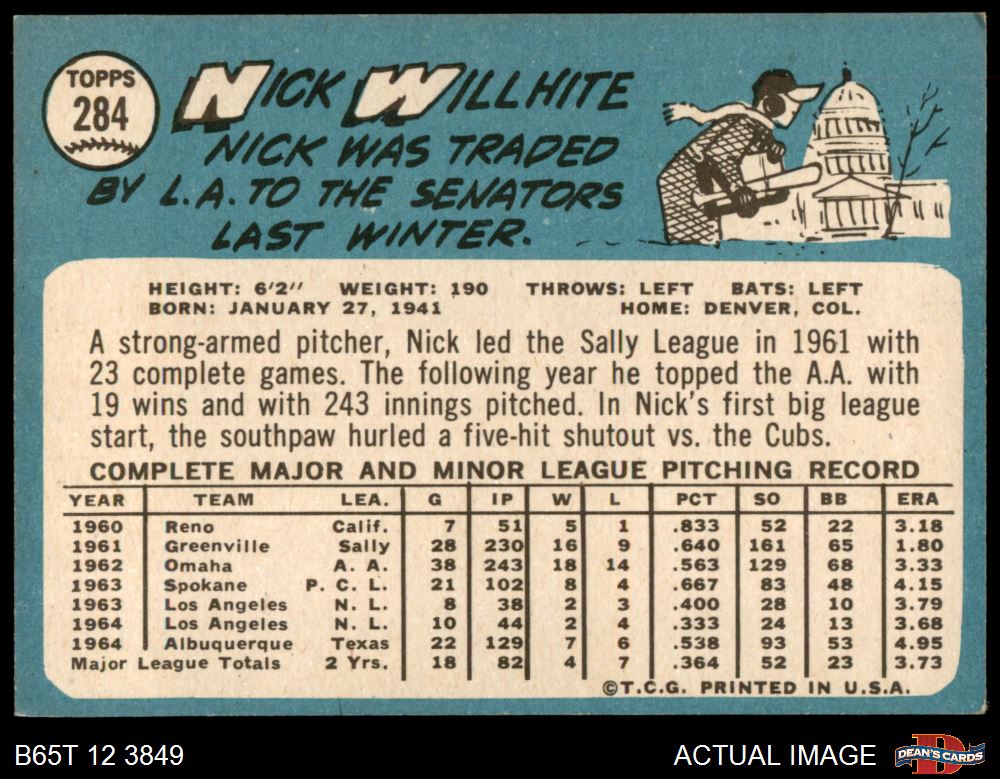 TOPPS
284
NICK WILLHITE
NICK WAS TRADED
BY L.A. TO THE SENATORS
LAST WINTER.
HEIGHT: 6'2" WEIGHT: 190 THROWS: LEFT BATS: LEFT
BORN: JANUARY 27, 1941 HOME: DENVER, COL.
A strong-armed pitcher, Nick led the Sally League in 1961 with
23 complete games. The following year he topped the A.A. with
19 wins and with 243 innings pitched. In Nick's first big league
start, the southpaw hurled a five-hit shutout vs. the Cubs.
COMPLETE MAJOR AND MINOR LEAGUE PITCHING RECORD
YEAR TEAM LEA. G IP W L PCT SO BB ERA
1960 Reno Calif. 7 51 5 1 .833 52 22 3.18
1961 Greenville Sally 28 230 16 9 .640 161 65 1.80
1962 Omaha A. A. 38 243 18 14 .563 129 68 3.33
1963 Spokane P. C. L. 21 102 8 4 .667 83 48 4.15
1963 Los Angeles N. L. 8 38 2 3 .400 28 10 3.79
1964 Los Angeles N. L. 10 44 2 4 .333 24 13 3.68
1964 Albuquerque Texas 22 129 7 6 .538 93 53 4.95
Major League Totals 2 Yrs. 18 82 4 7 .364 52 23 3.73
©T.C.G. PRINTED IN U.S.A.
B65T 12 3849 ACTUAL IMAGE DEAN'S CARDS